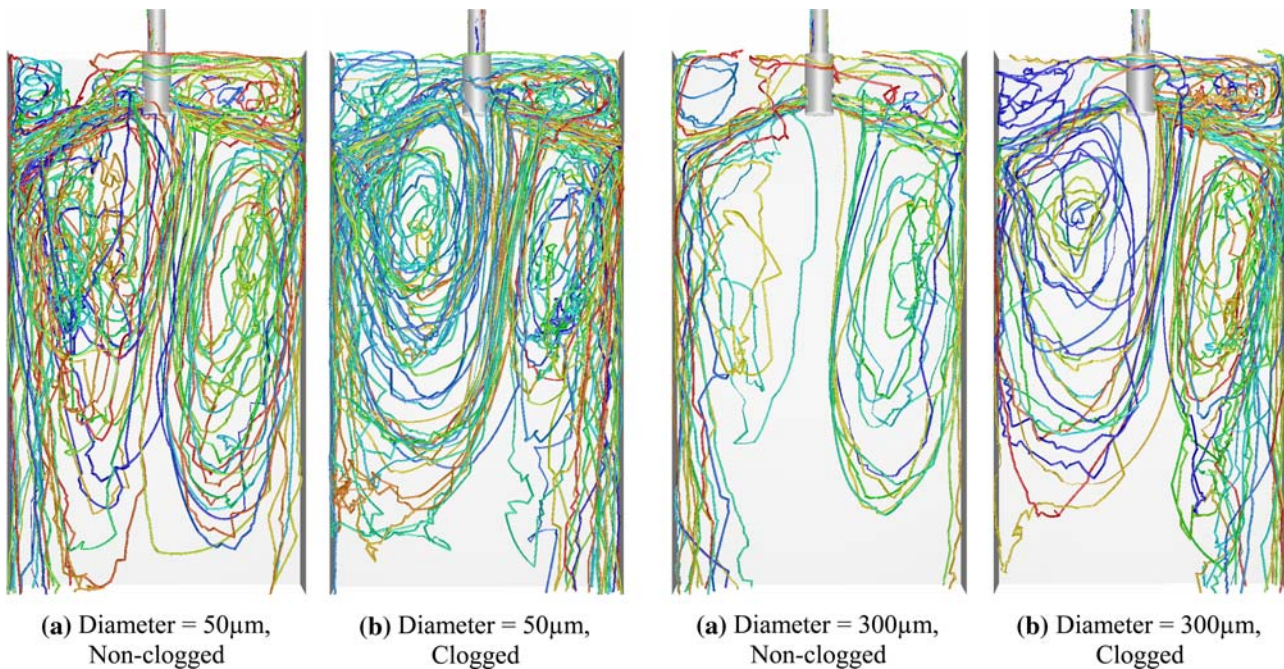 (a) Diameter = 50µm,
Non-clogged
(b) Diameter = 50µm,
Clogged
(a) Diameter = 300µm,
Non-clogged
(b) Diameter = 300µm,
Clogged